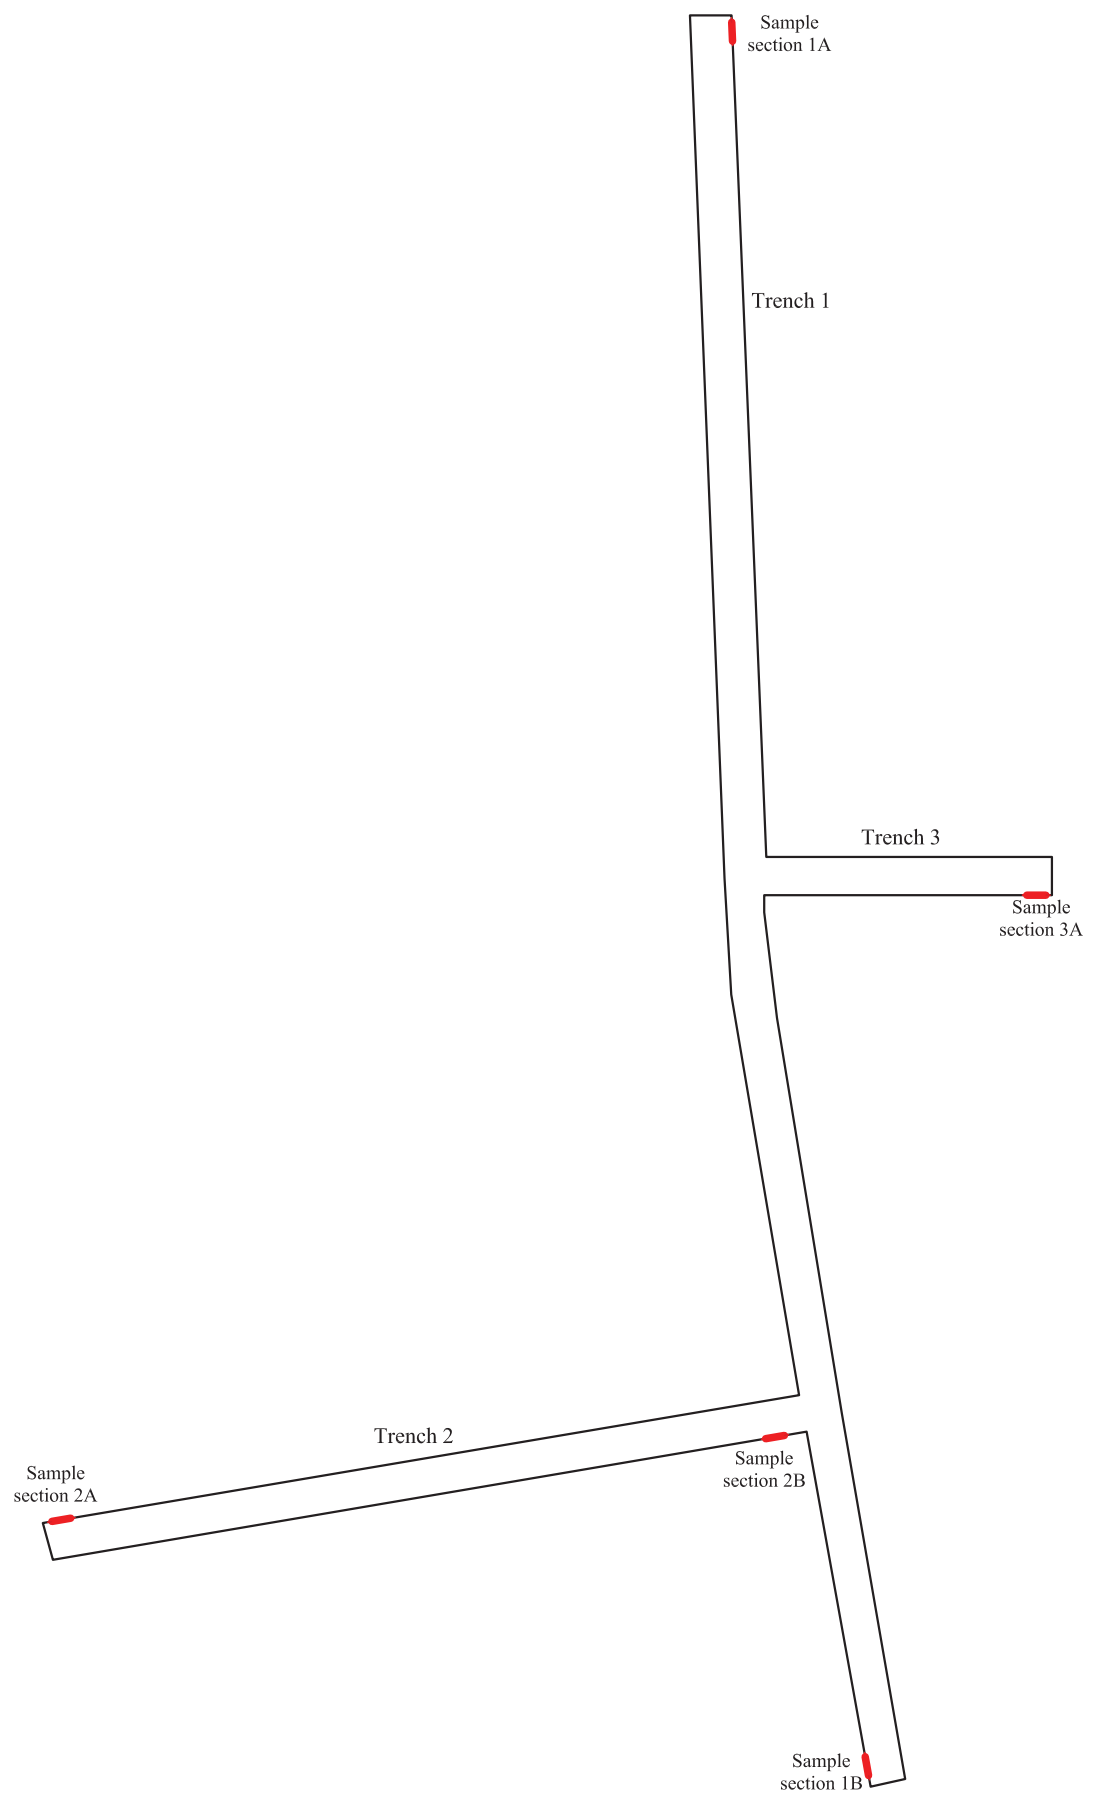 Sample
section 1A
Trench 1
Trench 3
Sample
section 3A
Trench 2
Sample
section 2B
Sample
section 2A
Sample
section 1B